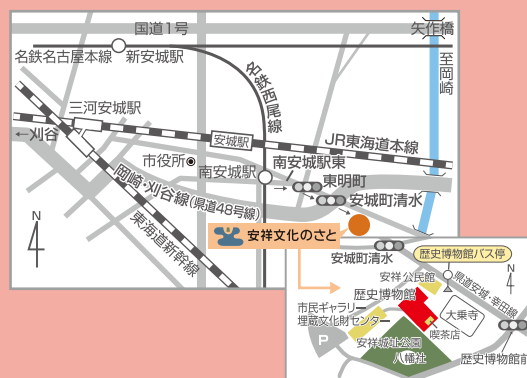 国道1号
矢作橋
名鉄名古屋本線
新安城駅
至岡崎
名鉄西尾線
三河安城駅
←刈谷
安城駅
JR東海道本線
市役所
南安城駅東
南安城駅
東明町
岡崎・刈谷線(県道48号線)
安城町清水
東海道新幹線
N
安祥文化のさと
安城町清水
歴史博物館バス停
N
安祥公民館
県道安城・幸田線
歴史博物館
市民ギャラリー
埋蔵文化財センター
大乗寺
喫茶店
P
安祥城址公園
八幡社
歴史博物館前